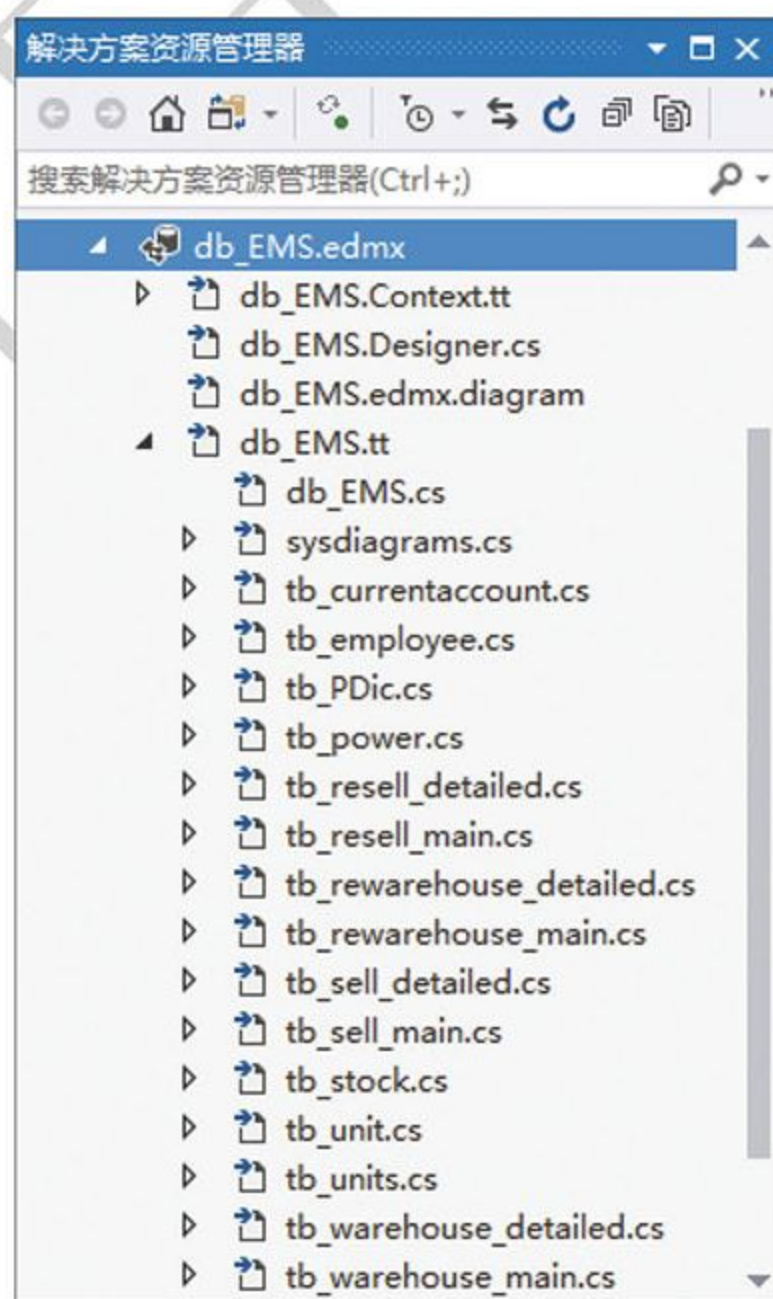 解决方案资源管理器
搜索解决方案资源管理器(Ctrl+;)
db_EMS.edmx
db_EMS.Context.tt
db_EMS.Designer.cs
db_EMS.edmx.diagram
db_EMS.tt
db_EMS.cs
sysdiagrams.cs
tb_currentaccount.cs
tb_employee.cs
tb_PDic.cs
tb_power.cs
tb_resell_detailed.cs
tb_resell_main.cs
tb_rewarehouse_detailed.cs
tb_rewarehouse_main.cs
tb_sell_detailed.cs
tb_sell_main.cs
tb_stock.cs
tb_unit.cs
tb_units.cs
tb_warehouse_detailed.cs
tb_warehouse_main.cs